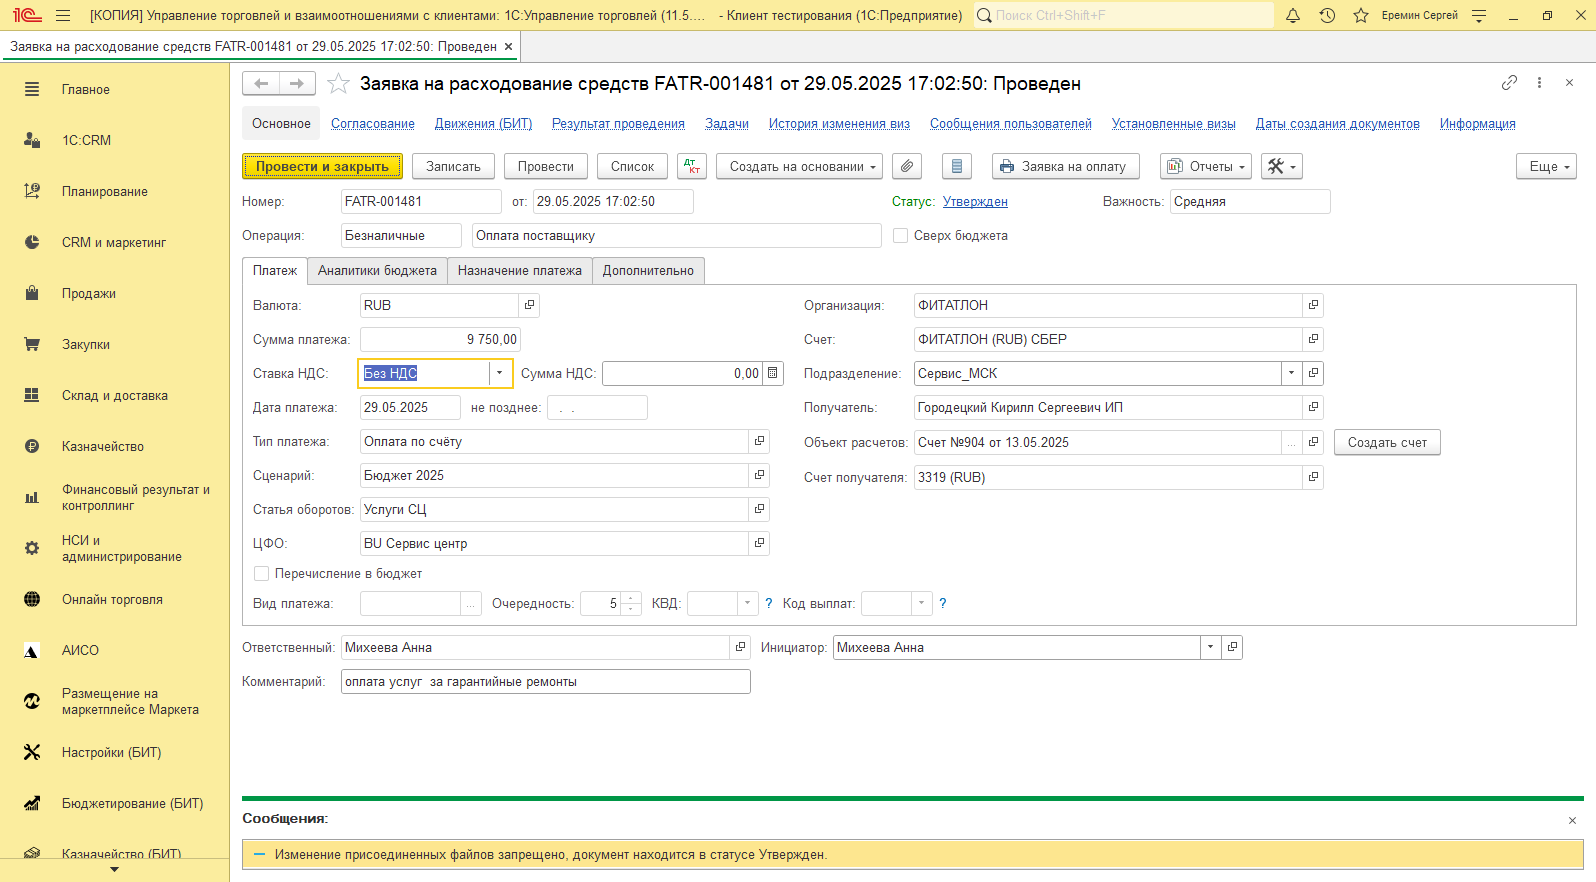 [КОПИЯ] Управление торговлей и взаимоотношениями с клиентами: 1С:Управление торговлей (11.5.... - Клиент тестирования (1С:Предприятие)
Поиск Ctrl+Shift+F
Еремин Сергей
Заявка на расходование средств FATR-001481 от 29.05.2025 17:02:50: Проведен
Главное
1С:CRM
Планирование
CRM и маркетинг
Продажи
Закупки
Склад и доставка
Казначейство
Финансовый результат и
контроллинг
НСИ и
администрирование
Онлайн торговля
АИСО
Размещение на
маркетплейсе Маркета
Настройки (БИТ)
Бюджетирование (БИТ)
Казначейство (БИТ)
Заявка на расходование средств FATR-001481 от 29.05.2025 17:02:50: Проведен
Основное Согласование Движения (БИТ) Результат проведения Задачи История изменения виз Сообщения пользователей Установленные визы Даты создания документов Информация
Провести и закрыть Записать Провести Список Дт Кт Создать на основании Заявка на оплату Отчеты Еще
Номер: FATR-001481 от: 29.05.2025 17:02:50 Статус: Утвержден Важность: Средняя
Операция: Безналичные Оплата поставщику Сверх бюджета
Платеж Аналитики бюджета Назначение платежа Дополнительно
Валюта: RUB Организация: ФИТАТЛОН
Сумма платежа: 9 750,00 Счет: ФИТАТЛОН (RUB) СБЕР
Ставка НДС: Без НДС Сумма НДС: 0,00 Подразделение: Сервис_МСК
Дата платежа: 29.05.2025 не позднее: . . Получатель: Городецкий Кирилл Сергеевич ИП
Тип платежа: Оплата по счёту Объект расчетов: Счет №904 от 13.05.2025 ... Создать счет
Сценарий: Бюджет 2025 Счет получателя: 3319 (RUB)
Статья оборотов: Услуги СЦ
ЦФО: BU Сервис центр
Перечисление в бюджет
Вид платежа: ... Очередность: 5 КВД: ? Код выплат: ?
Ответственный: Михеева Анна Инициатор: Михеева Анна
Комментарий: оплата услуг  за гарантийные ремонты
Сообщения:
Изменение присоединенных файлов запрещено, документ находится в статусе Утвержден.